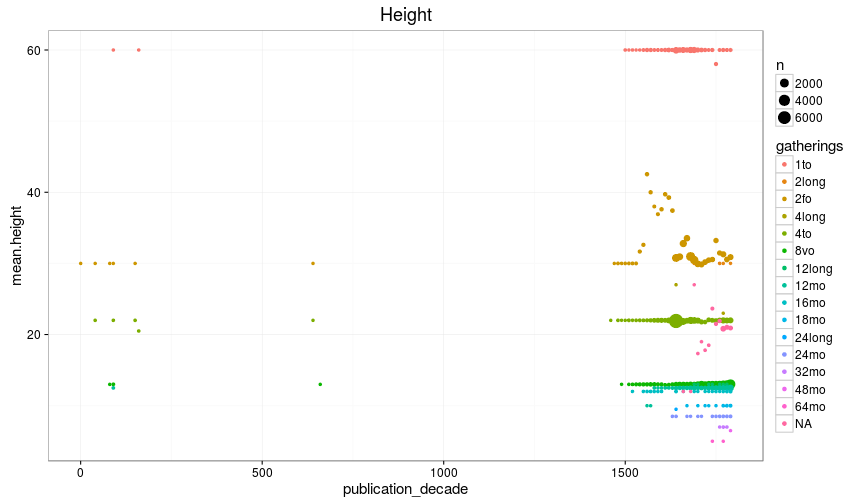 Height
60
40
20
mean.height
0
500
1000
1500
publication_decade
n
2000
4000
6000
gatherings
1to
2long
2fo
4long
4to
8vo
12long
12mo
16mo
18mo
24long
24mo
32mo
48mo
64mo
NA